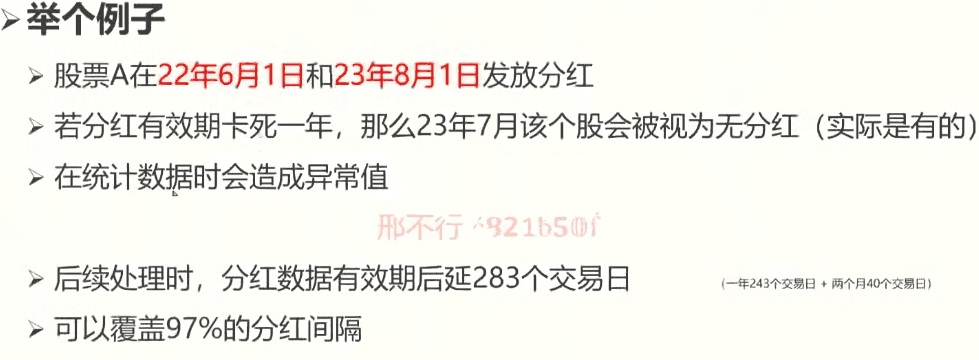 ➢举个例子
➢ 股票A在22年6月1日和23年8月1日发放分红
➢ 若分红有效期卡死一年，那么23年7月该个股会被视为无分红（实际是有的）
➢ 在统计数据时会造成异常值
邢不行
➢ 后续处理时，分红数据有效期后延283个交易日 （一年243个交易日 + 两个月40个交易日）
➢ 可以覆盖97%的分红间隔